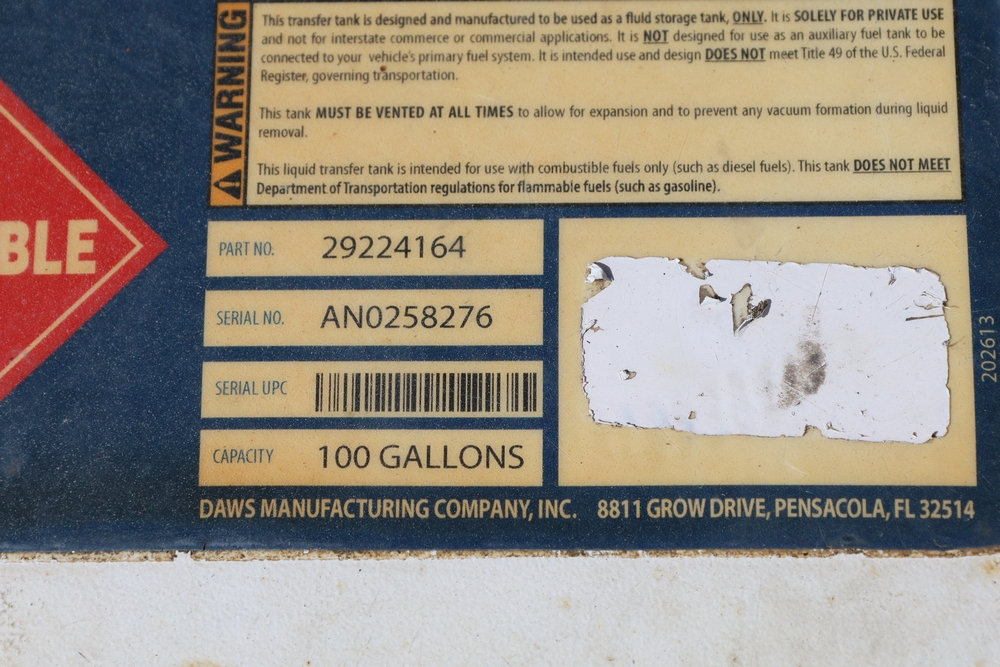 WARNING
This transfer tank is designed and manufactured to be used as a fluid storage tank, ONLY. It is SOLELY FOR PRIVATE USE
and not for interstate commerce or commercial applications. It is NOT designed for use as an auxiliary fuel tank to be
connected to your vehicle's primary fuel system. It is intended use and design DOES NOT meet Title 49 of the U.S. Federal
Register, governing transportation.
This tank MUST BE VENTED AT ALL TIMES to allow for expansion and to prevent any vacuum formation during liquid
removal.
This liquid transfer tank is intended for use with combustible fuels only (such as diesel fuels). This tank DOES NOT MEET
Department of Transportation regulations for flammable fuels (such as gasoline).
BLE
PART NO. 29224164
SERIAL NO. AN0258276
SERIAL UPC
CAPACITY 100 GALLONS
202613
DAWS MANUFACTURING COMPANY, INC. 8811 GROW DRIVE, PENSACOLA, FL 32514